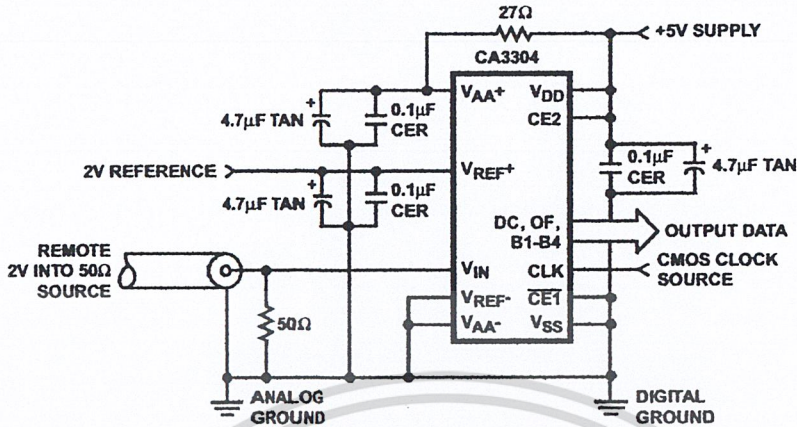 27Ω
+5V SUPPLY
CA3304
VAA+
VDD
4.7µF TAN
+
0.1µF
CER
CE2
2V REFERENCE
VREF+
0.1µF
CER
+
4.7µF TAN
4.7µF TAN
+
0.1µF
CER
DC, OF,
B1-B4
OUTPUT DATA
REMOTE
2V INTO 50Ω
SOURCE
VIN
CLK
CMOS CLOCK
SOURCE
50Ω
VREF-
CE1
VAA-
VSS
ANALOG
GROUND
DIGITAL
GROUND